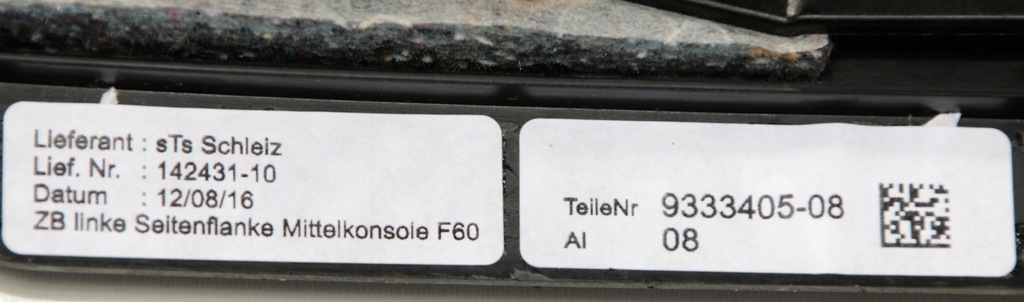 Lieferant : sTs Schleiz
Lief. Nr. : 142431-10
Datum : 12/08/16
ZB linke Seitenflanke Mittelkonsole F60
TeileNr 9333405-08
AI 08